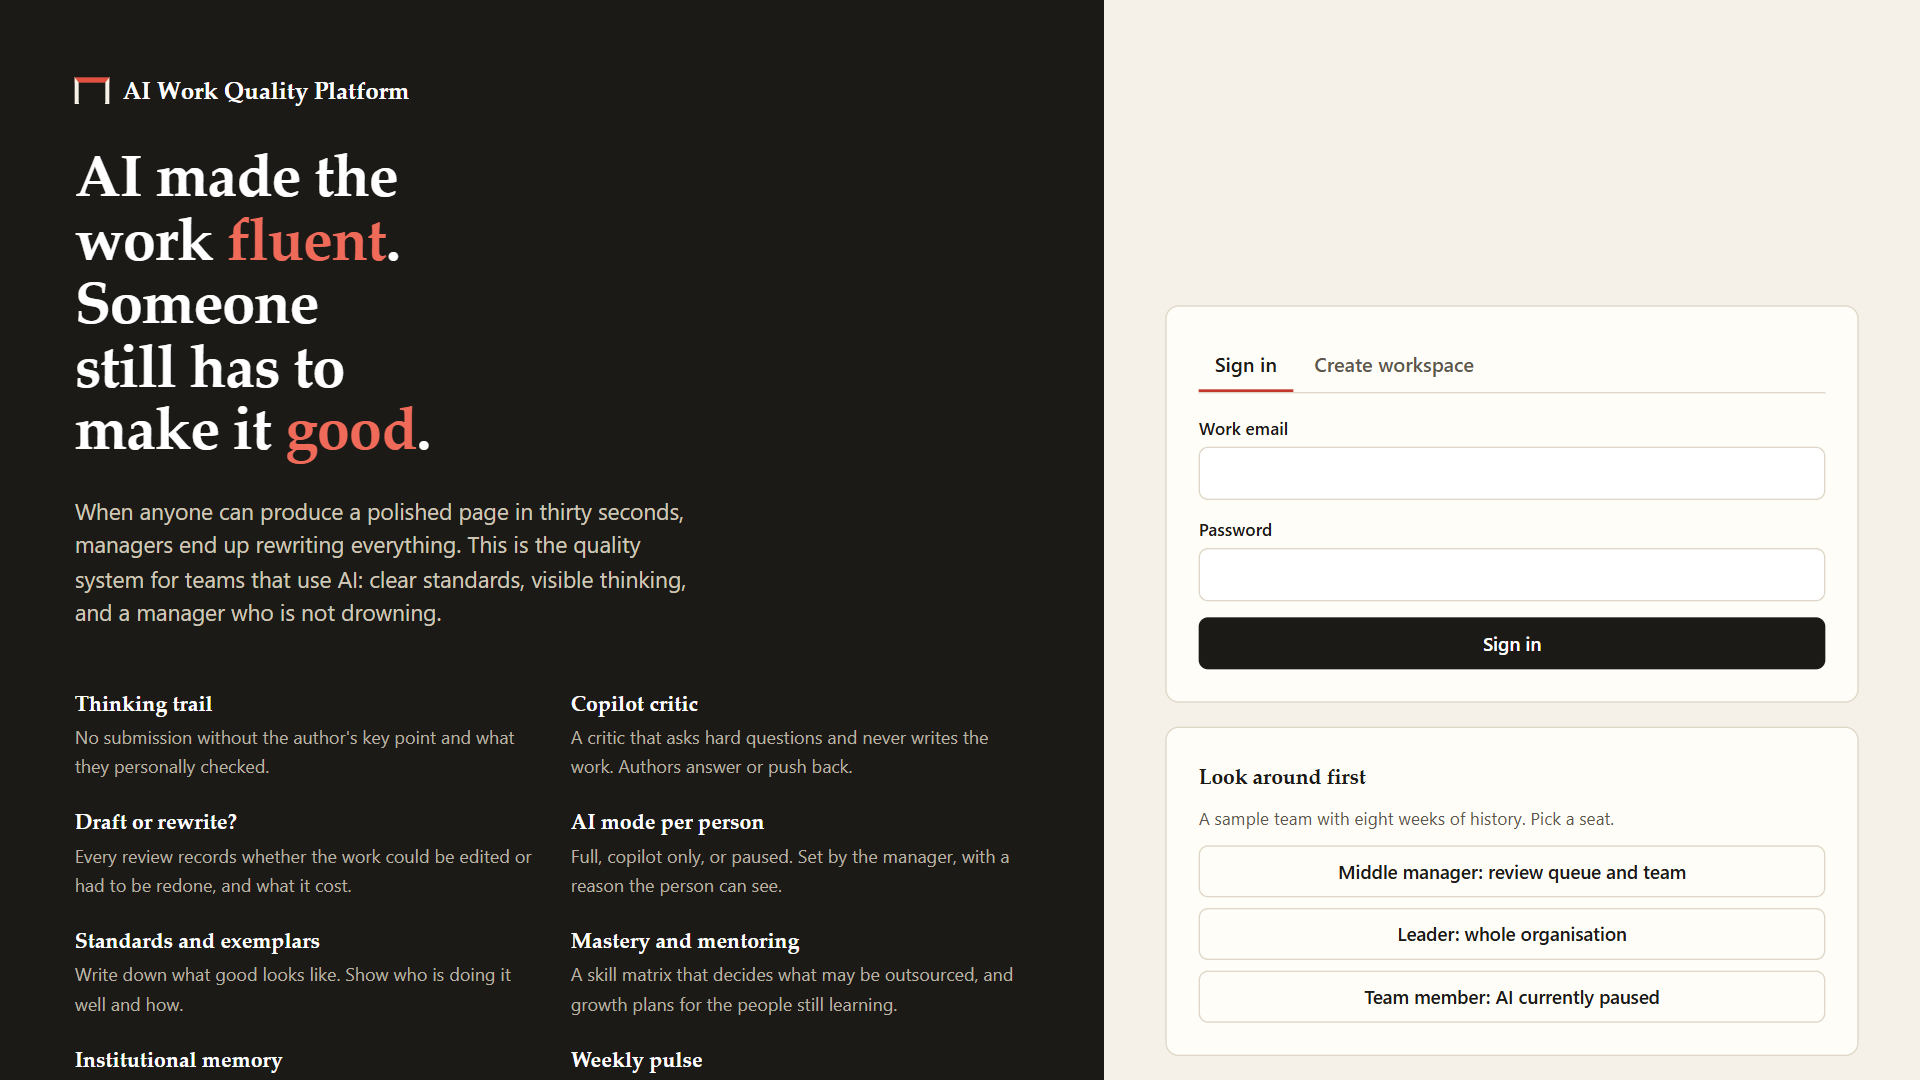 AI Work Quality Platform
AI made the
work fluent.
Someone
still has to
make it good.
When anyone can produce a polished page in thirty seconds,
managers end up rewriting everything. This is the quality
system for teams that use AI: clear standards, visible thinking,
and a manager who is not drowning.
Thinking trail
No submission without the author's key point and what
they personally checked.
Copilot critic
A critic that asks hard questions and never writes the
work. Authors answer or push back.
Draft or rewrite?
Every review records whether the work could be edited or
had to be redone, and what it cost.
AI mode per person
Full, copilot only, or paused. Set by the manager, with a
reason the person can see.
Standards and exemplars
Write down what good looks like. Show who is doing it
well and how.
Mastery and mentoring
A skill matrix that decides what may be outsourced, and
growth plans for the people still learning.
Institutional memory
Weekly pulse
Sign in
Create workspace
Work email
Password
Sign in
Look around first
A sample team with eight weeks of history. Pick a seat.
Middle manager: review queue and team
Leader: whole organisation
Team member: AI currently paused